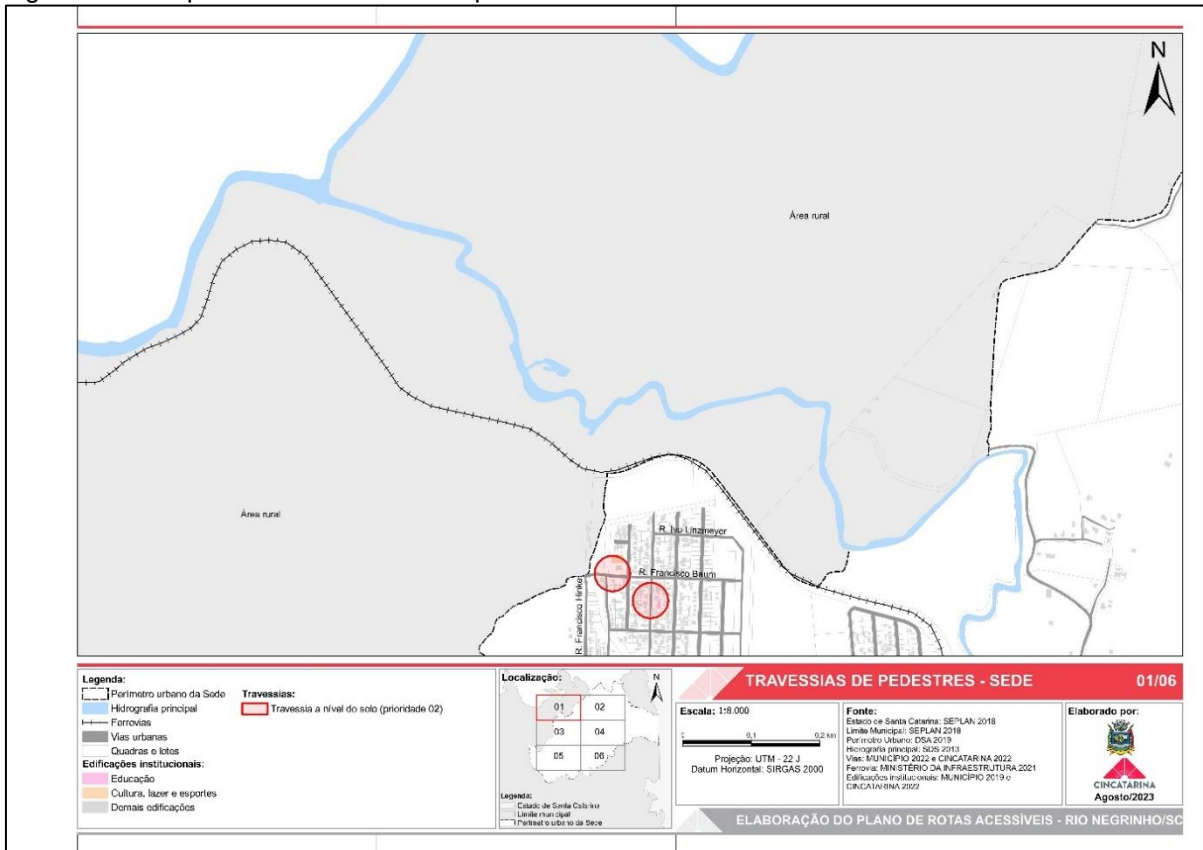 N
Área rural
Área rural
R. Ivo Linzmeyer
R. Francisco Baum
R. Francisco Hinke
Legenda:
Perímetro urbano da Sede
Hidrografia principal
Ferrovias
Vias urbanas
Quadras e lotes
Edificações institucionais:
Educação
Cultura, lazer e esportes
Demais edificações
Travessias:
Travessia a nível do solo (prioridade 02)
Localização:
N
01 02
03 04
05 06
Legenda:
Estado de Santa Catarina
Limite municipal
Perímetro urbano da Sede
TRAVESSIAS DE PEDESTRES - SEDE 01/06
Escala: 1:8.000
0 0,1 0,2 km
Projeção: UTM - 22 J
Datum Horizontal: SIRGAS 2000
Fonte:
Estado de Santa Catarina: SEPLAN 2018
Limite Municipal: SEPLAN 2018
Perímetro Urbano: DSA 2019
Hidrografia principal: SDS 2013
Vias: MUNICÍPIO 2022 e CINCATARINA 2022
Ferrovia: MINISTÉRIO DA INFRAESTRUTURA 2021
Edificações institucionais: MUNICÍPIO 2019 e
CINCATARINA 2022
Elaborado por:
CINCATARINA
Agosto/2023
ELABORAÇÃO DO PLANO DE ROTAS ACESSÍVEIS - RIO NEGRINHO/SC